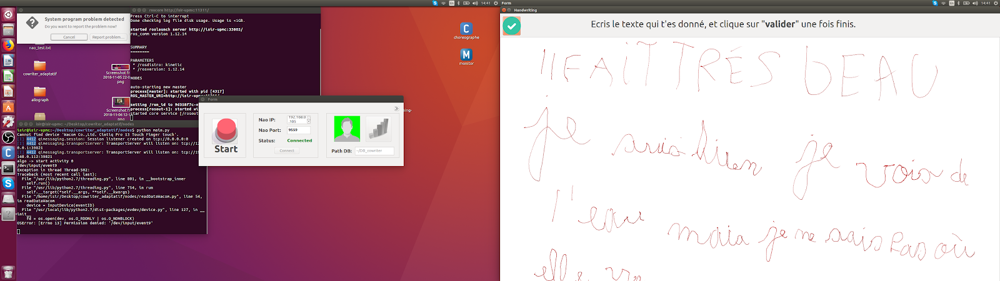 14:41
System program problem detected
Do you want to report the problem now?
Cancel
Report problem...
nao_test.txt
cowriter_adaptatif
allograph
Screenshot fr
2018-11-05 22-0
png
Screenshot fr
2018-11-06 12-1
png
roscore http://isir-upmc:11311/
Press Ctrl-C to interrupt
Done checking log file disk usage. Usage is <1GB.
started roslaunch server http://isir-upmc:33005/
ros_comm version 1.12.14
SUMMARY
========
PARAMETERS
* /rosdistro: kinetic
* /rosversion: 1.12.14
NODES
auto-starting new master
process[master]: started with pid [4317]
ROS_MASTER_URI=http://isir-upmc:11311/
setting /run_id to 9d358f7c-e
process[rosout-1]: started wi
started core service [/rosout
isir@isir-upmc: ~/Desktop/cowriter_adaptatif/nodes
isir@isir-upmc:~/Desktop/cowriter_adaptatif/nodes$ python main.py
Cannot find device 'Wacom Co.,Ltd. Cintiq Pro 13 Touch Finger touch'.
[I] 4412 qimessaging.session: Session listener created on tcp://0.0.0.0:0
[I] 4412 qimessaging.transportserver: TransportServer will listen on: tcp://12
0.0.1:39821
[I] 4412 qimessaging.transportserver: TransportServer will listen on: tcp://19
168.0.112:39821
algo -> start activity 0
/dev/input/event9
Exception in thread Thread-502:
Traceback (most recent call last):
File "/usr/lib/python2.7/threading.py", line 801, in __bootstrap_inner
self.run()
File "/usr/lib/python2.7/threading.py", line 754, in run
self.__target(*self.__args, **self.__kwargs)
File "/home/isir/Desktop/cowriter_adaptatif/nodes/readDataWacom.py", line 54,
in readDataWacom
device = InputDevice(eventID)
File "/usr/local/lib/python2.7/dist-packages/evdev/device.py", line 127, in __
init__
fd = os.open(dev, os.O_RDONLY | os.O_NONBLOCK)
OSError: [Errno 13] Permission denied: '/dev/input/event9'
Form
Start
Nao IP:
192.168.0
.105
Nao Port:
9559
Status:
Connected
Connect
Path DB:
~/DB_cowriter
choregraphe
monitor
Form
14:41
Handwriting
Ecris le texte qui t'es donné, et clique sur "valider" une fois finis.
Il FAIT TRÈS bEAU
je suis bien je vois de
l'eau mais je ne sais pas où
elle va